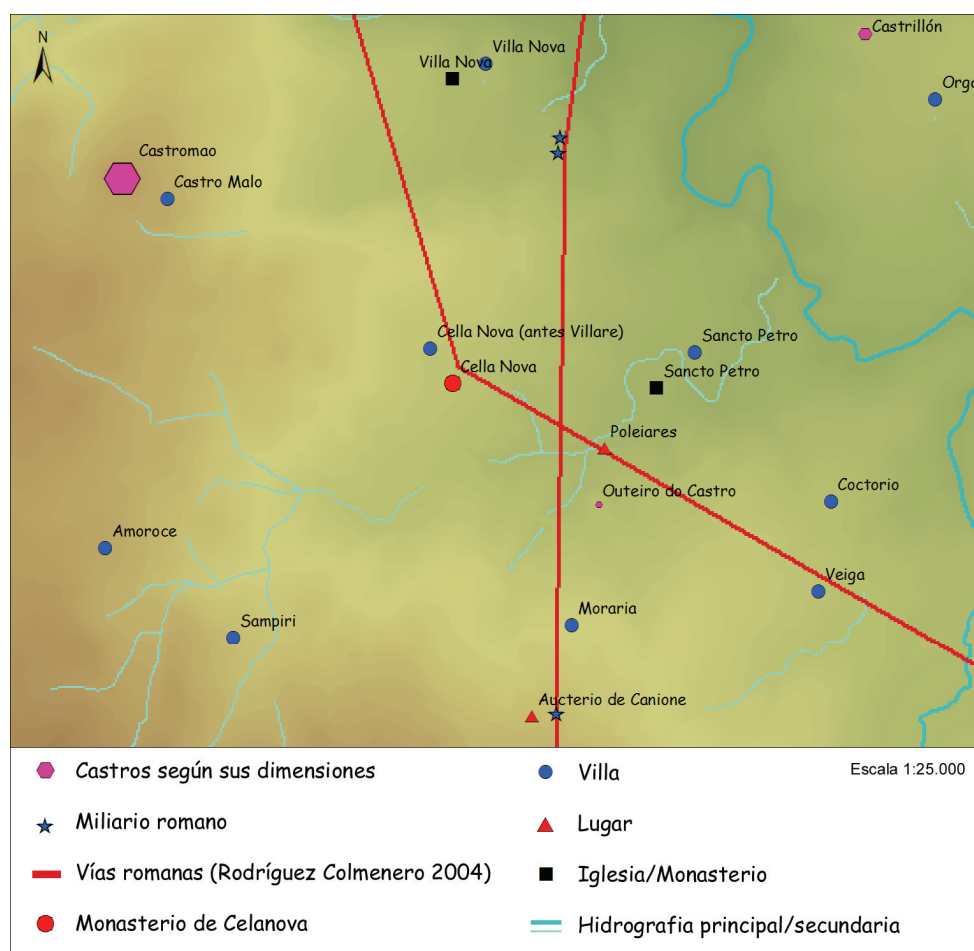 N
Castrillón
Villa Nova
Villa Nova
Orga
Castromao
Castro Malo
Cella Nova (antes Villare)
Sancto Petro
Cella Nova
Sancto Petro
Poleiares
Outeiro do Castro
Coctorio
Amoroce
Veiga
Moraria
Sampiri
Aucterio de Canione
Castros según sus dimensiones
Villa
Escala 1:25.000
Miliario romano
Lugar
Vías romanas (Rodríguez Colmenero 2004)
Iglesia/Monasterio
Monasterio de Celanova
Hidrografia principal/secundaria